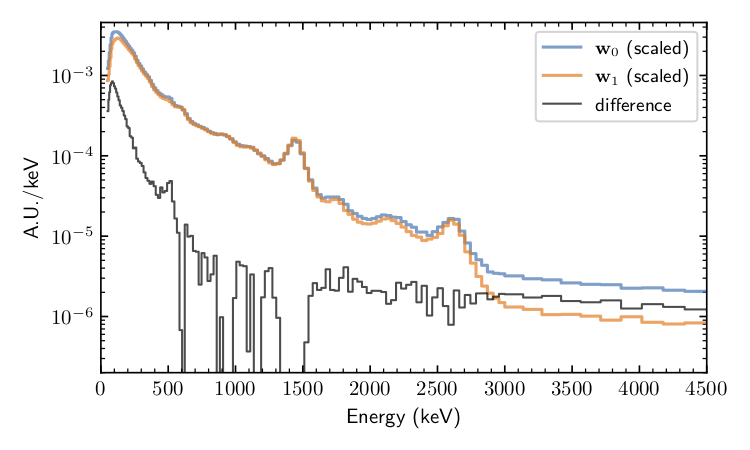 w₀ (scaled)
w₁ (scaled)
difference
A.U./keV
10⁻³
10⁻⁴
10⁻⁵
10⁻⁶
0 500 1000 1500 2000 2500 3000 3500 4000 4500
Energy (keV)